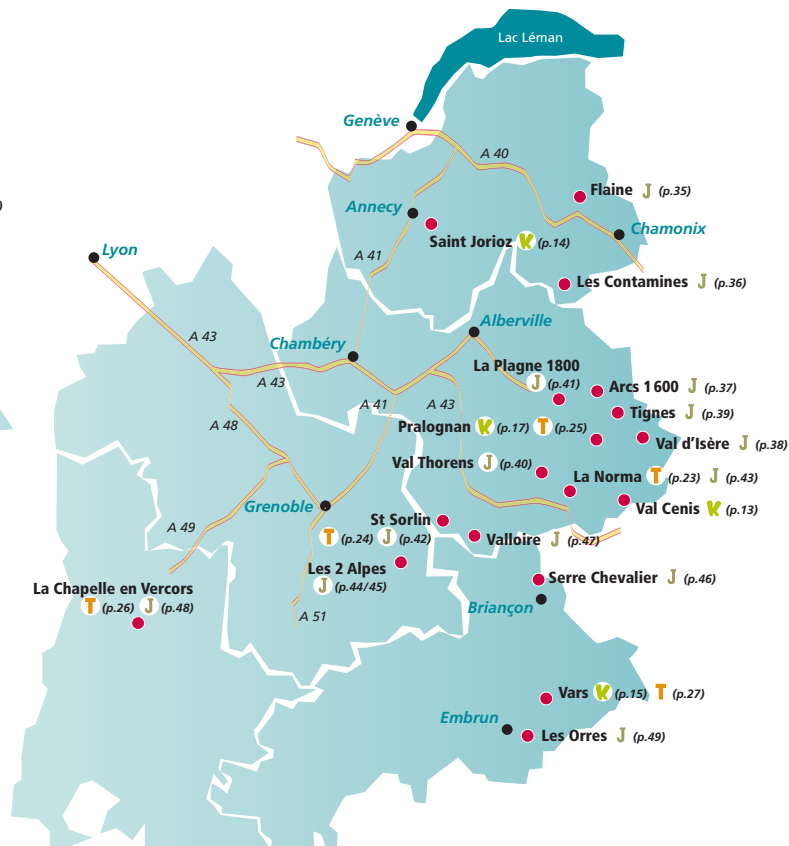 Lac Léman
Genève
A 40
Flaine J (p.35)
)
Annecy
Chamonix
Saint Jorioz K (p.14)
Lyon
A 41
Les Contamines J (p.36)
Alberville
A 43
Chambéry
La Plagne 1800
J (p.41)
A 43
Arcs 1600 J (p.37)
A 41
A 43
Tignes J (p.39)
A 48
Pralognan K (p.17) T (p.25)
Val d'Isère J (p.38)
Val Thorens J (p.40)
La Norma T (p.23) J (p.43)
Grenoble
Val Cenis K (p.13)
St Sorlin
T (p.24) J (p.42)
A 49
Valloire J (p.47)
Les 2 Alpes
J (p.44/45)
Serre Chevalier J (p.46)
La Chapelle en Vercors
T (p.26) J (p.48)
Briançon
A 51
Vars K (p.15) T (p.27)
Embrun
Les Orres J (p.49)